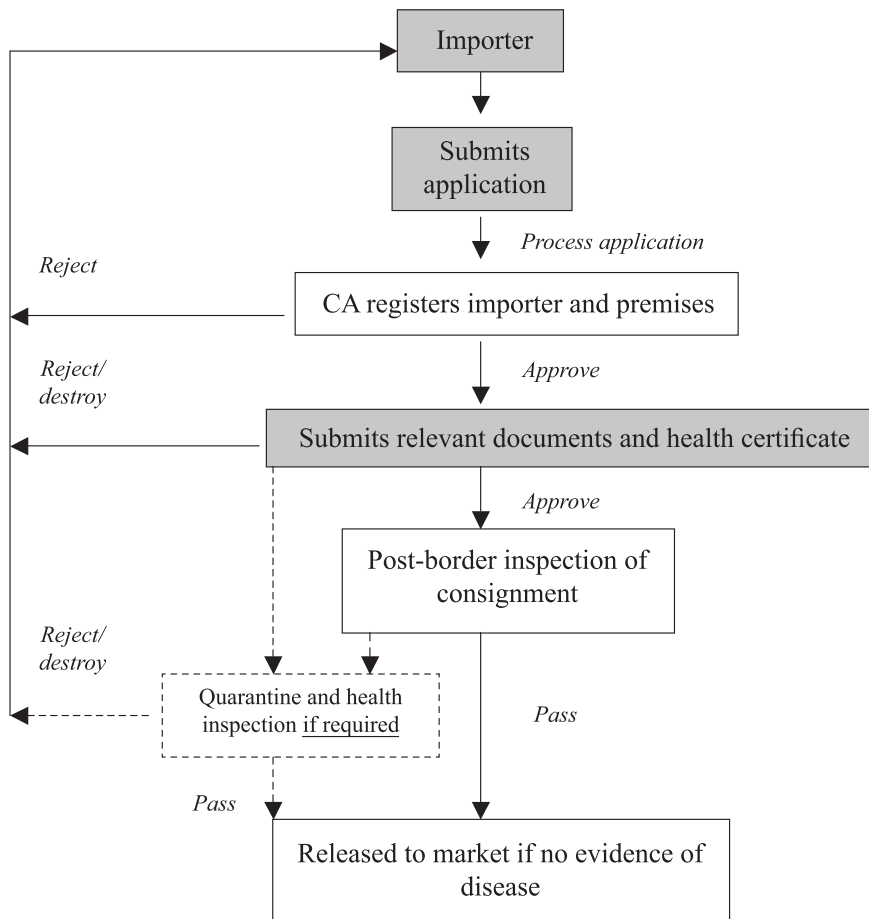 Importer
Submits
application
Process application
Reject
CA registers importer and premises
Reject/
destroy
Approve
Submits relevant documents and health certificate
Approve
Post-border inspection of
consignment
Reject/
destroy
Quarantine and health
inspection if required
Pass
Pass
Released to market if no evidence of
disease